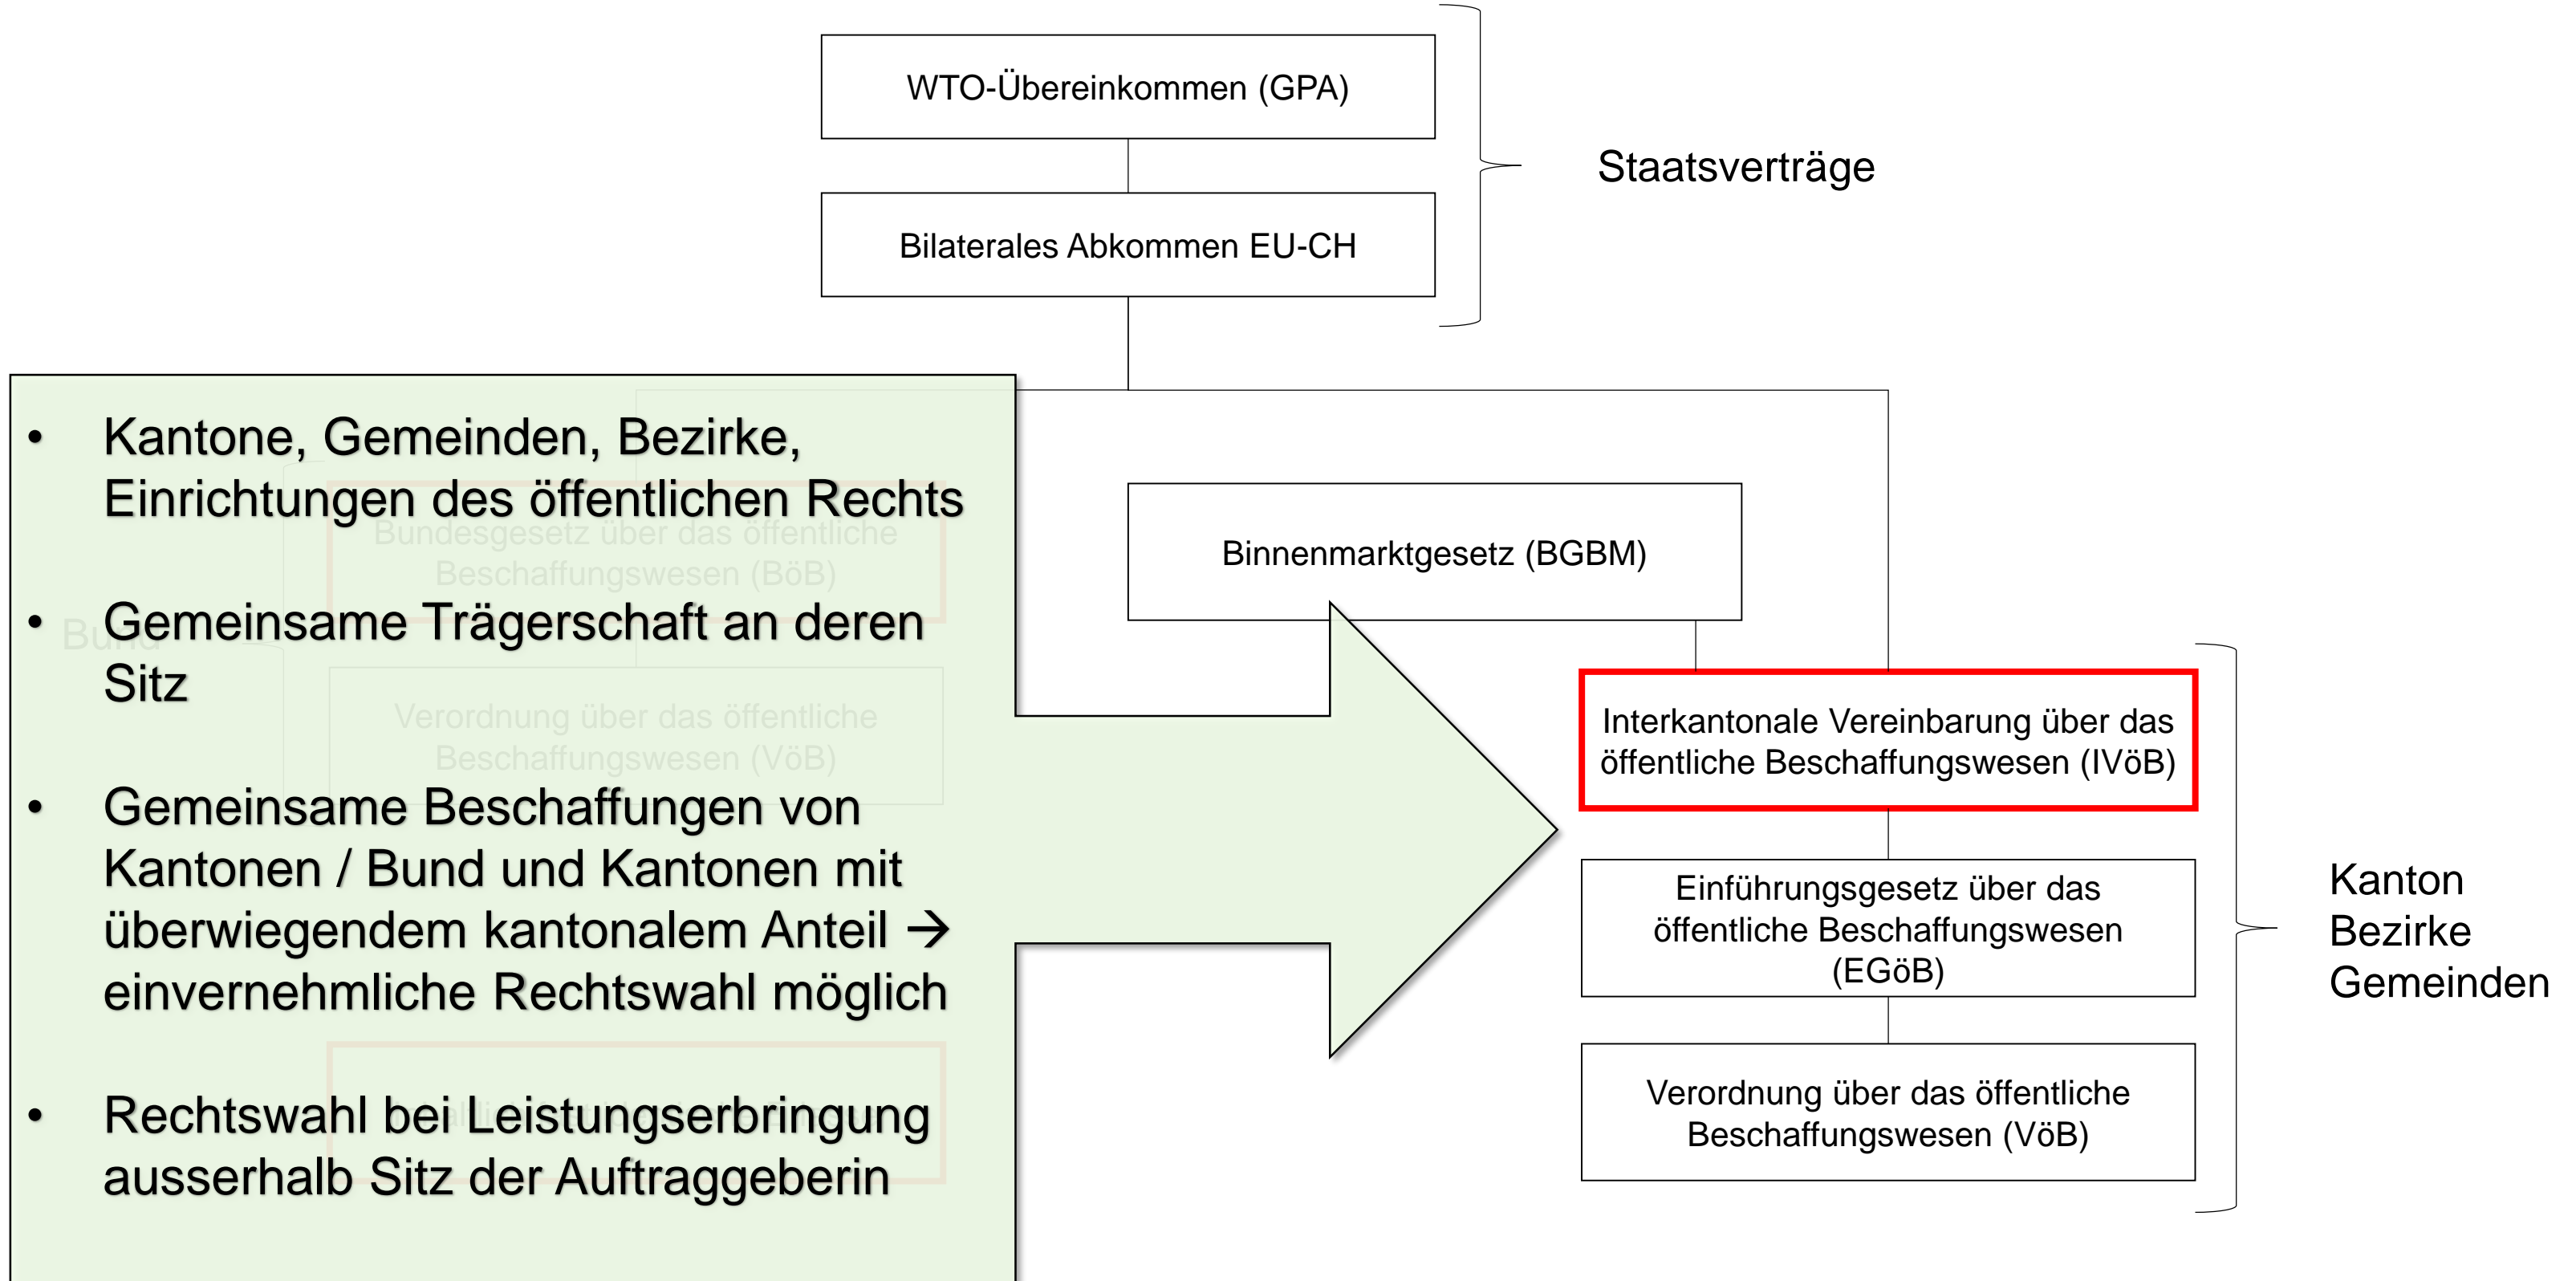 WTO-Übereinkommen (GPA)
Staatsverträge
Bilaterales Abkommen EU-CH
• Kantone, Gemeinden, Bezirke,
Einrichtungen des öffentlichen Rechts
• Gemeinsame Trägerschaft an deren
Sitz
• Gemeinsame Beschaffungen von
Kantonen / Bund und Kantonen mit
überwiegendem kantonalem Anteil →
einvernehmliche Rechtswahl möglich
• Rechtswahl bei Leistungserbringung
ausserhalb Sitz der Auftraggeberin
Bund
Bundesgesetz über das öffentliche
Beschaffungswesen (BöB)
Verordnung über das öffentliche
Beschaffungswesen (VöB)
Binnenmarktgesetz (BGBM)
Interkantonale Vereinbarung über das
öffentliche Beschaffungswesen (IVöB)
Einführungsgesetz über das
öffentliche Beschaffungswesen
(EGöB)
Verordnung über das öffentliche
Beschaffungswesen (VöB)
Kanton
Bezirke
Gemeinden